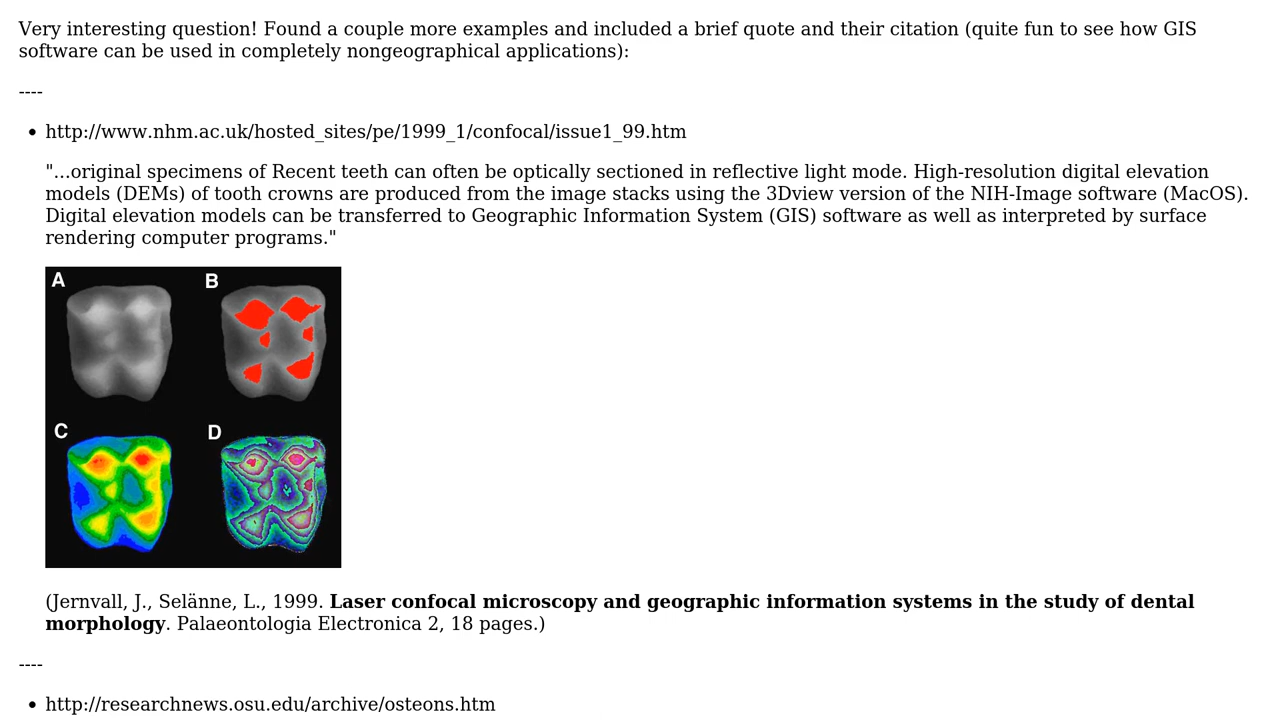 Very interesting question! Found a couple more examples and included a brief quote and their citation (quite fun to see how GIS
software can be used in completely nongeographical applications):
----
• http://www.nhm.ac.uk/hosted_sites/pe/1999_1/confocal/issue1_99.htm
"...original specimens of Recent teeth can often be optically sectioned in reflective light mode. High-resolution digital elevation
models (DEMs) of tooth crowns are produced from the image stacks using the 3Dview version of the NIH-Image software (MacOS).
Digital elevation models can be transferred to Geographic Information System (GIS) software as well as interpreted by surface
rendering computer programs."
A B
C D
(Jernvall, J., Selänne, L., 1999. Laser confocal microscopy and geographic information systems in the study of dental
morphology. Palaeontologia Electronica 2, 18 pages.)
----
• http://researchnews.osu.edu/archive/osteons.htm